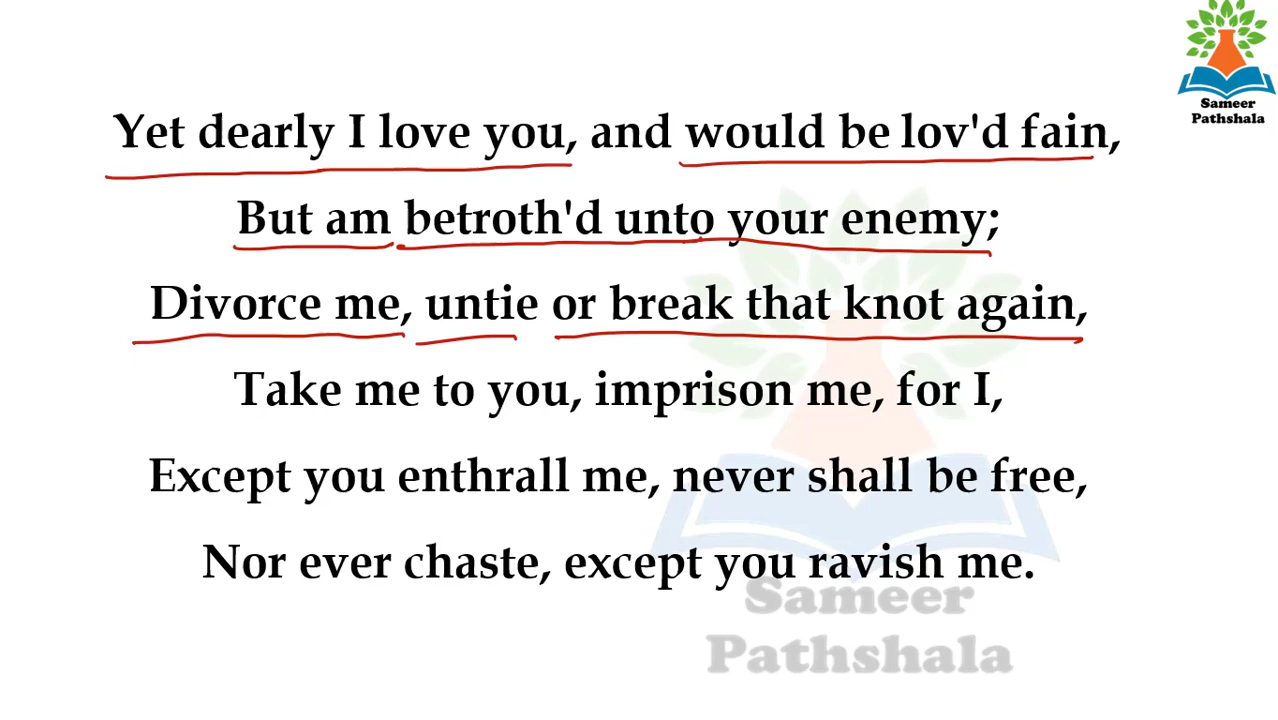 Sameer
Pathshala
Yet dearly I love you, and would be lov'd fain,
But am betroth'd unto your enemy;
Divorce me, untie or break that knot again,
Take me to you, imprison me, for I,
Except you enthrall me, never shall be free,
Nor ever chaste, except you ravish me.
Sameer
Pathshala